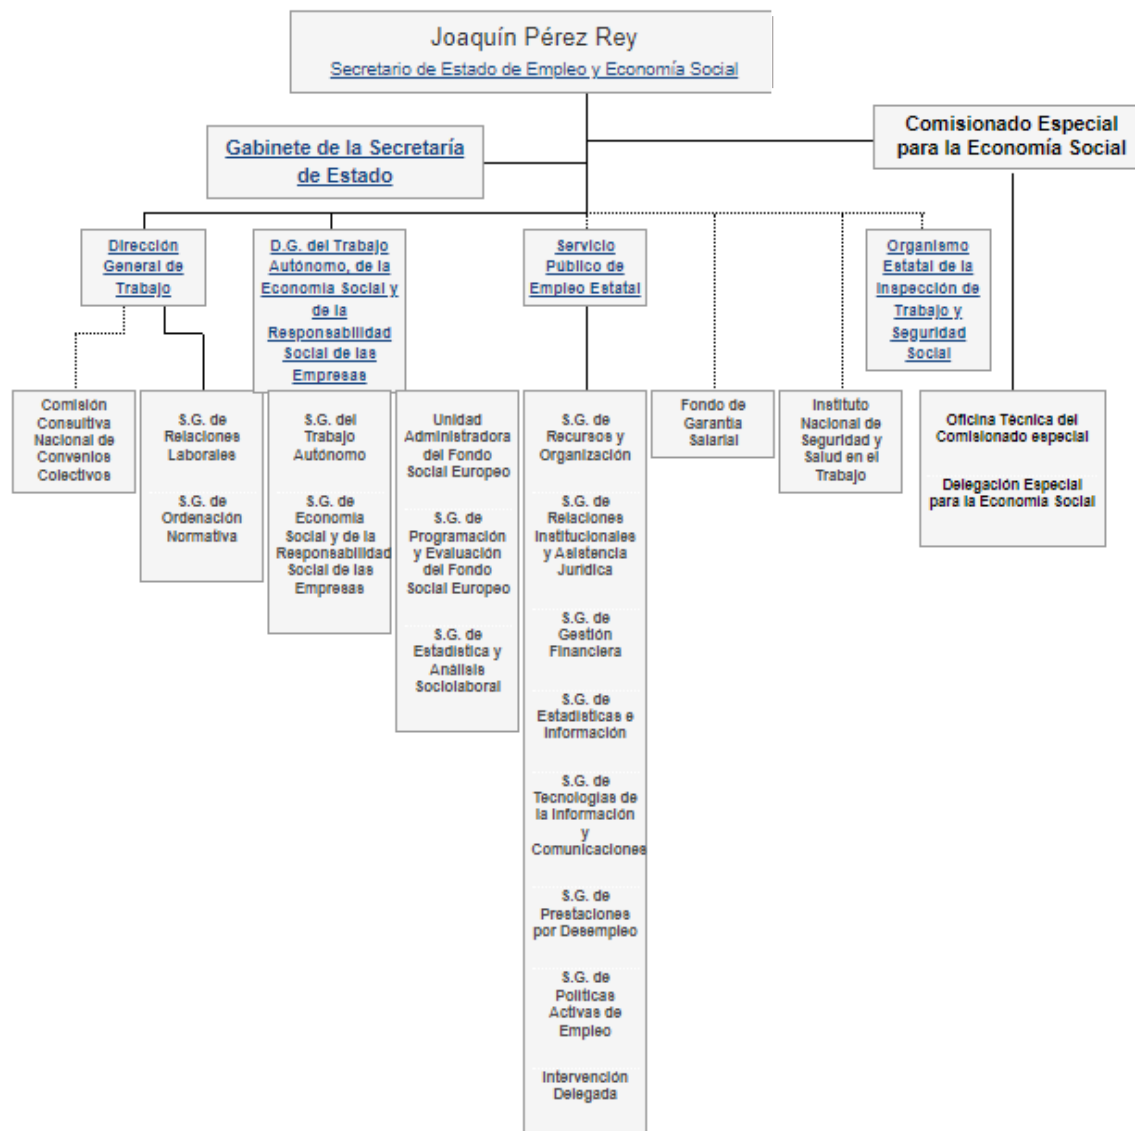 Joaquín Pérez Rey
Secretario de Estado de Empleo y Economía Social
Comisionado Especial
para la Economía Social
Gabinete de la Secretaría
de Estado
Dirección
General de
Trabajo
D.G. del Trabajo
Autónomo, de la
Economía Social y
de la
Responsabilidad
Social de las
Empresas
Servicio
Público de
Empleo Estatal
Organismo
Estatal de la
Inspección de
Trabajo y
Seguridad
Social
Comisión
Consultiva
Nacional de
Convenios
Colectivos
S.G. de
Relaciones
Laborales
S.G. de
Ordenación
Normativa
S.G. del
Trabajo
Autónomo
S.G. de
Economía
Social y de la
Responsabilidad
Social de las
Empresas
Unidad
Administradora
del Fondo
Social Europeo
S.G. de
Programación
y Evaluación
del Fondo
Social Europeo
S.G. de
Estadística y
Análisis
Sociolaboral
S.G. de
Recursos y
Organización
S.G. de
Relaciones
Institucionales
y Asistencia
Jurídica
S.G. de
Gestión
Financiera
S.G. de
Estadísticas e
Información
S.G. de
Tecnologías de
la Información
y
Comunicaciones
S.G. de
Prestaciones
por Desempleo
S.G. de
Políticas
Activas de
Empleo
Intervención
Delegada
Fondo de
Garantía
Salarial
Instituto
Nacional de
Seguridad y
Salud en el
Trabajo
Oficina Técnica del
Comisionado especial
Delegación Especial
para la Economía Social